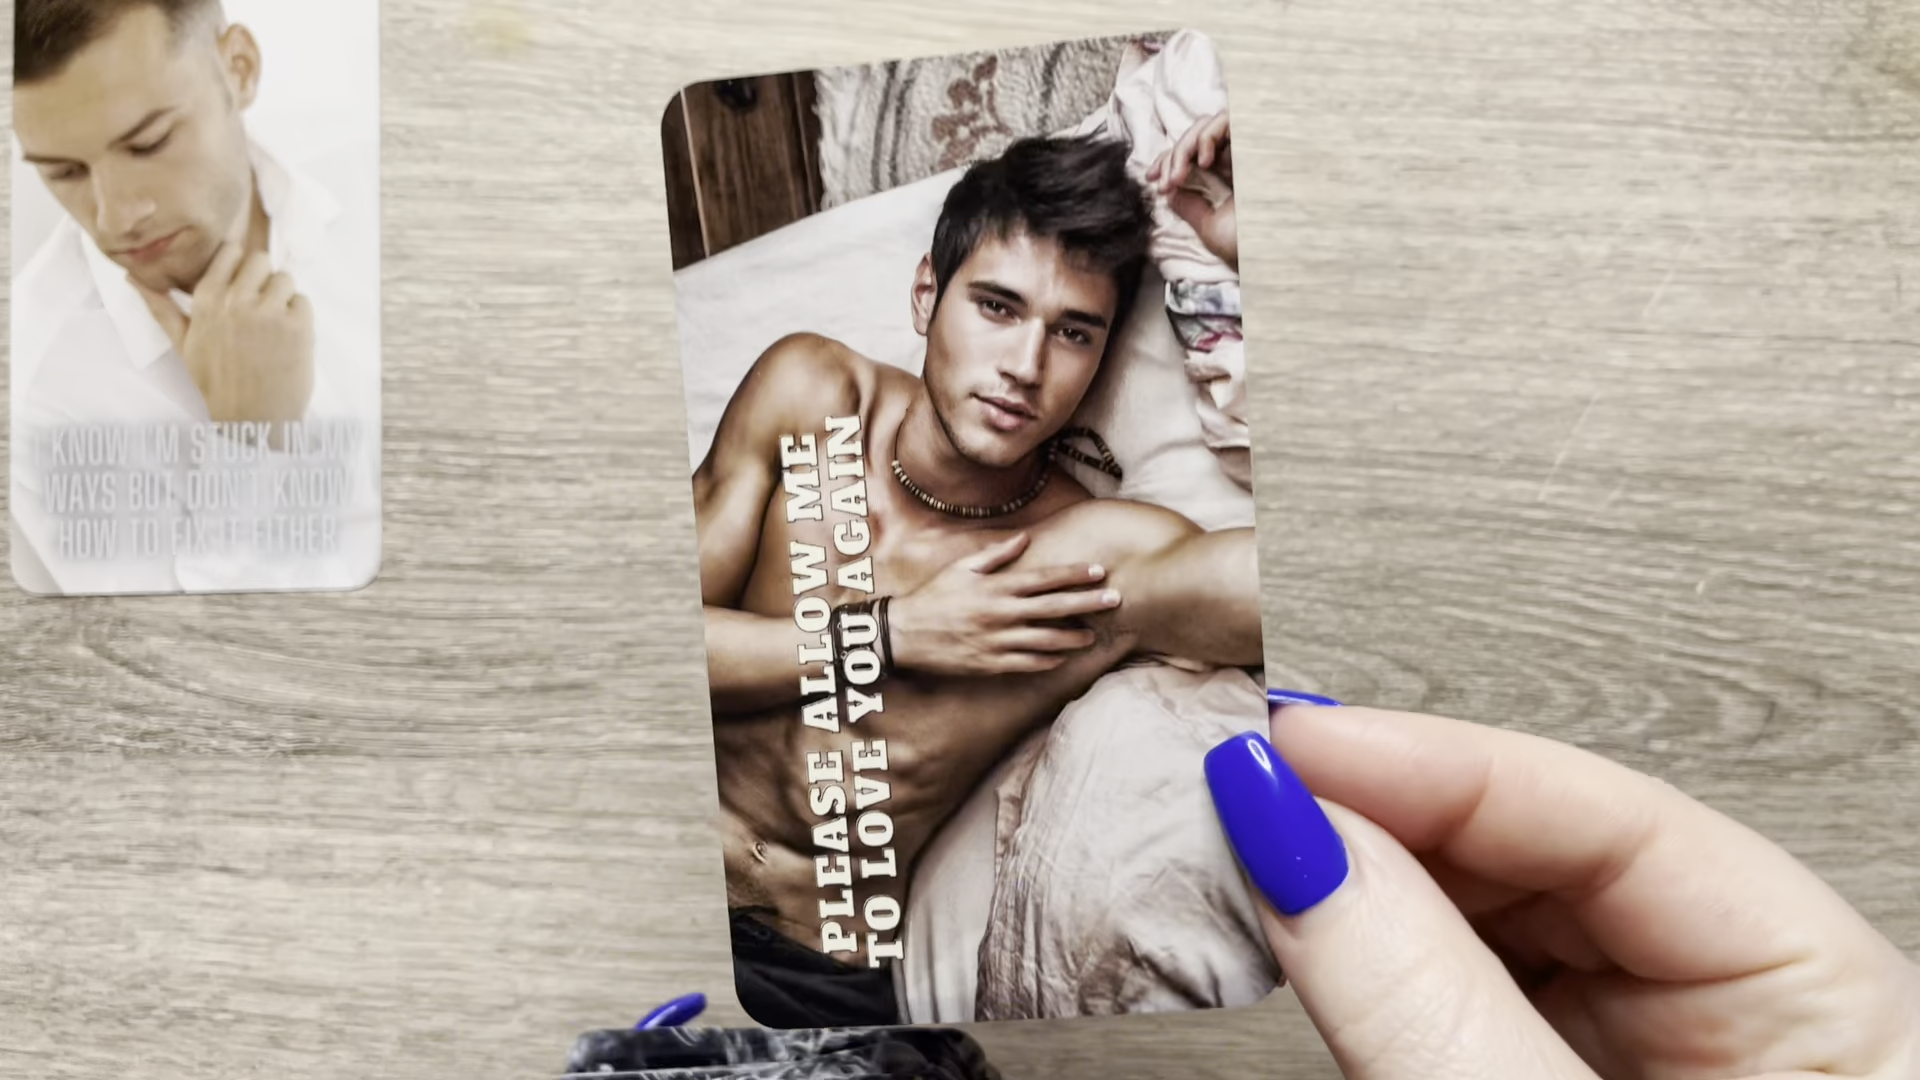 I KNOW I'M STUCK IN MY
WAYS BUT DON'T KNOW
HOW TO FIX IT EITHER
PLEASE ALLOW ME
TO LOVE YOU AGAIN